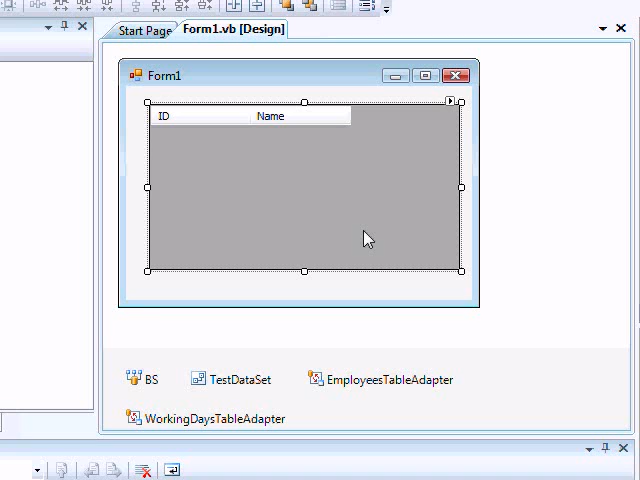 Start Page
Form1.vb [Design]
Form1
ID
Name
BS
TestDataSet
EmployeesTableAdapter
WorkingDaysTableAdapter